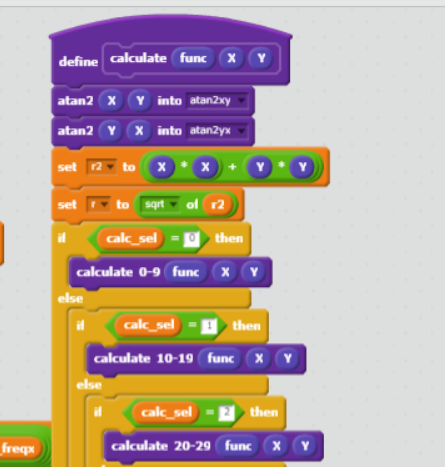 define calculate func X Y
atan2 X Y into atan2xy
atan2 Y X into atan2yx
set r2 to X * X + Y * Y
set r to sqrt of r2
if calc_sel = 0 then
calculate 0-9 func X Y
else
if calc_sel = 1 then
calculate 10-19 func X Y
else
if calc_sel = 2 then
_freqx
calculate 20-29 func X Y